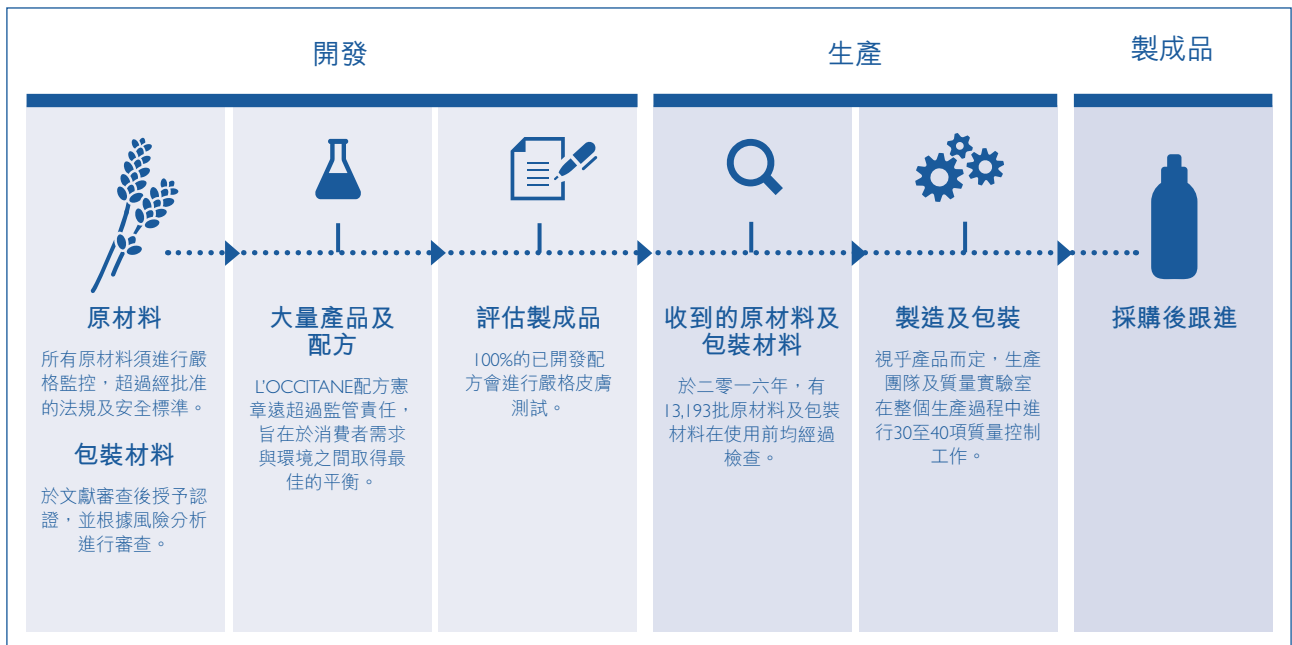 開發
原材料
所有原材料須進行嚴
格監控，超過經批准
的法規及安全標準。
包裝材料
於文獻審查後授予認
證，並根據風險分析
進行審查。
大量產品及
配方
L'OCCITANE配方憲
章遠超過監管責任，
旨在於消費者需求
與環境之間取得最
佳的平衡。
評估製成品
100%的已開發配
方會進行嚴格皮膚
測試。
生產
收到的原材料及
包裝材料
於二零一六年，有
13,193批原材料及包裝
材料在使用前均經過
檢查。
製造及包裝
視乎產品而定，生產
團隊及質量實驗室
在整個生產過程中進
行30至40項質量控制
工作。
製成品
採購後跟進